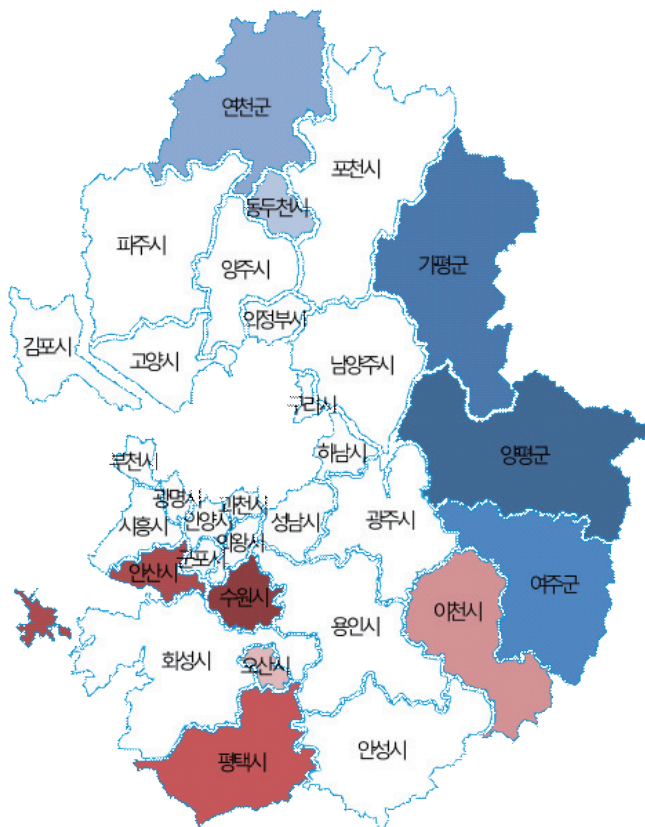 연천군
포천시
동두천시
파주시
양주시
가평군
의정부시
김포시
고양시
남양주시
구리시
하남시
양평군
부천시
광명시
과천시
시흥시
안양시
성남시
광주시
의왕시
군포시
안산시
수원시
여주군
이천시
용인시
화성시
오산시
평택시
안성시